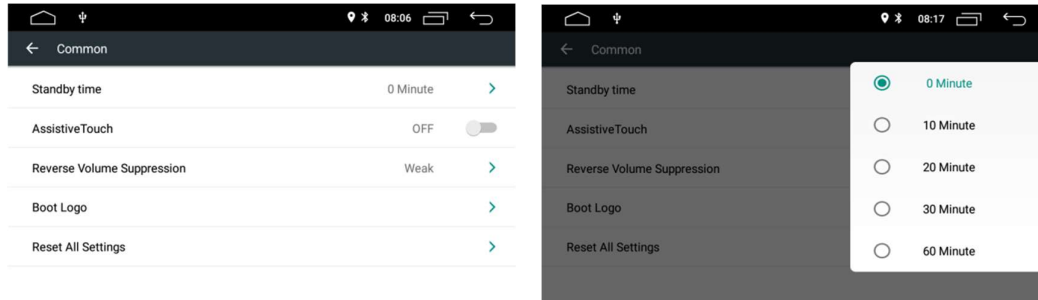 08:06
Common
Standby time 0 Minute
AssistiveTouch OFF
Reverse Volume Suppression Weak
Boot Logo
Reset All Settings
08:17
Common
Standby time
AssistiveTouch
Reverse Volume Suppression
Boot Logo
Reset All Settings
0 Minute
10 Minute
20 Minute
30 Minute
60 Minute